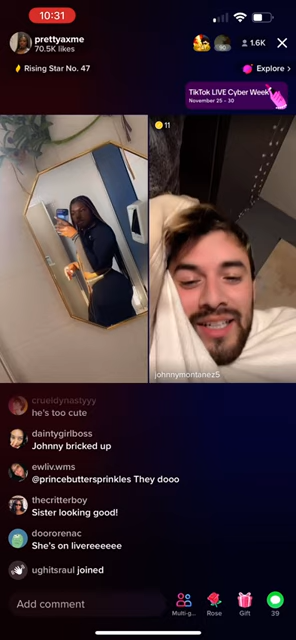 10:31
prettyaxme
70.5K likes
1.6K
Rising Star No. 47
Explore >
TikTok LIVE Cyber Week
November 25 - 30
11
johnnymontanez5
crueldynastyyy
he's too cute
daintygirlboss
Johnny bricked up
ewliv.wms
@princebuttersprinkles They dooo
thecritterboy
Sister looking good!
doororenac
She's on livereeeeee
ughitsraul joined
Add comment
Multi-g...
Rose
Gift
39